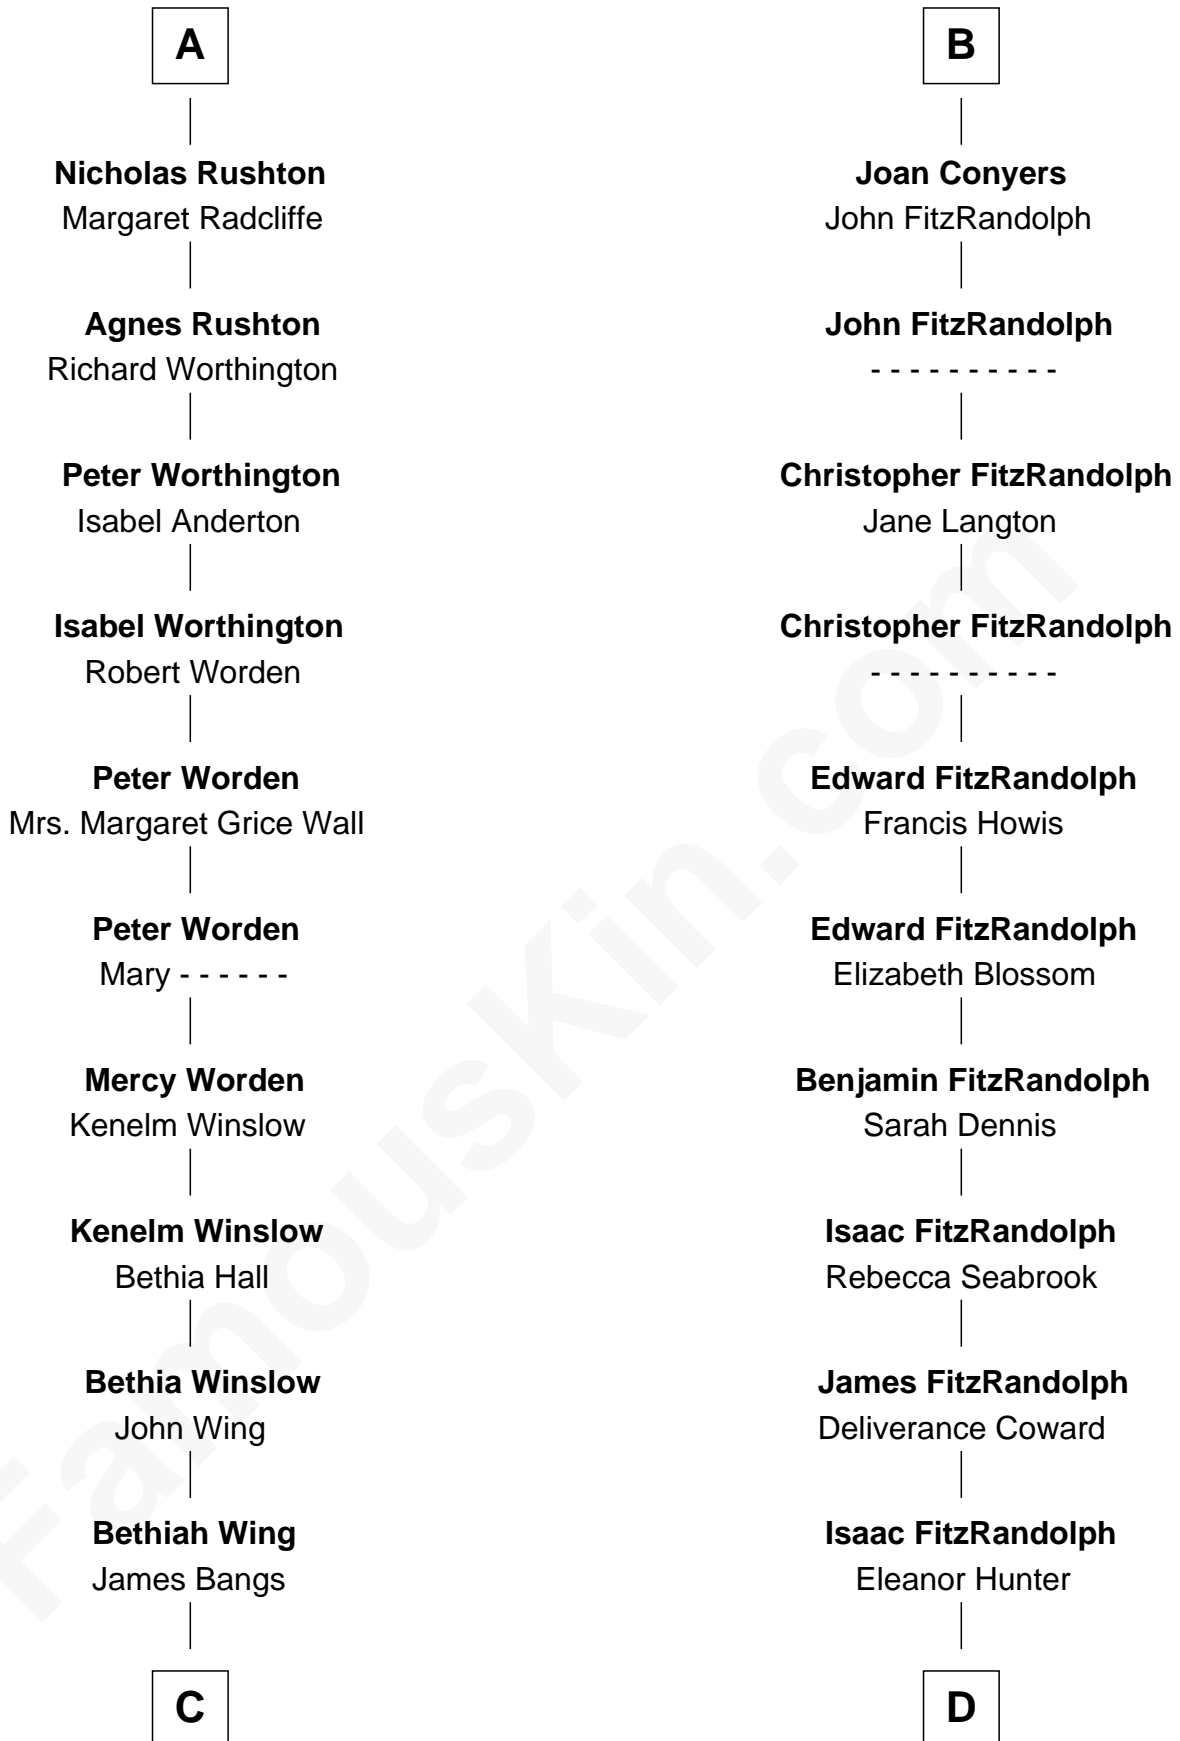 A
Nicholas Rushton
Margaret Radcliffe
Agnes Rushton
Richard Worthington
Peter Worthington
Isabel Anderton
Isabel Worthington
Robert Worden
Peter Worden
Mrs. Margaret Grice Wall
Peter Worden
Mary - - - - - -
Mercy Worden
Kenelm Winslow
Kenelm Winslow
Bethia Hall
Bethia Winslow
John Wing
Bethiah Wing
James Bangs
C
B
Joan Conyers
John FitzRandolph
John FitzRandolph
- - - - - - - - - -
Christopher FitzRandolph
Jane Langton
Christopher FitzRandolph
- - - - - - - - - -
Edward FitzRandolph
Francis Howis
Edward FitzRandolph
Elizabeth Blossom
Benjamin FitzRandolph
Sarah Dennis
Isaac FitzRandolph
Rebecca Seabrook
James FitzRandolph
Deliverance Coward
Isaac FitzRandolph
Eleanor Hunter
D
FamousKin.com